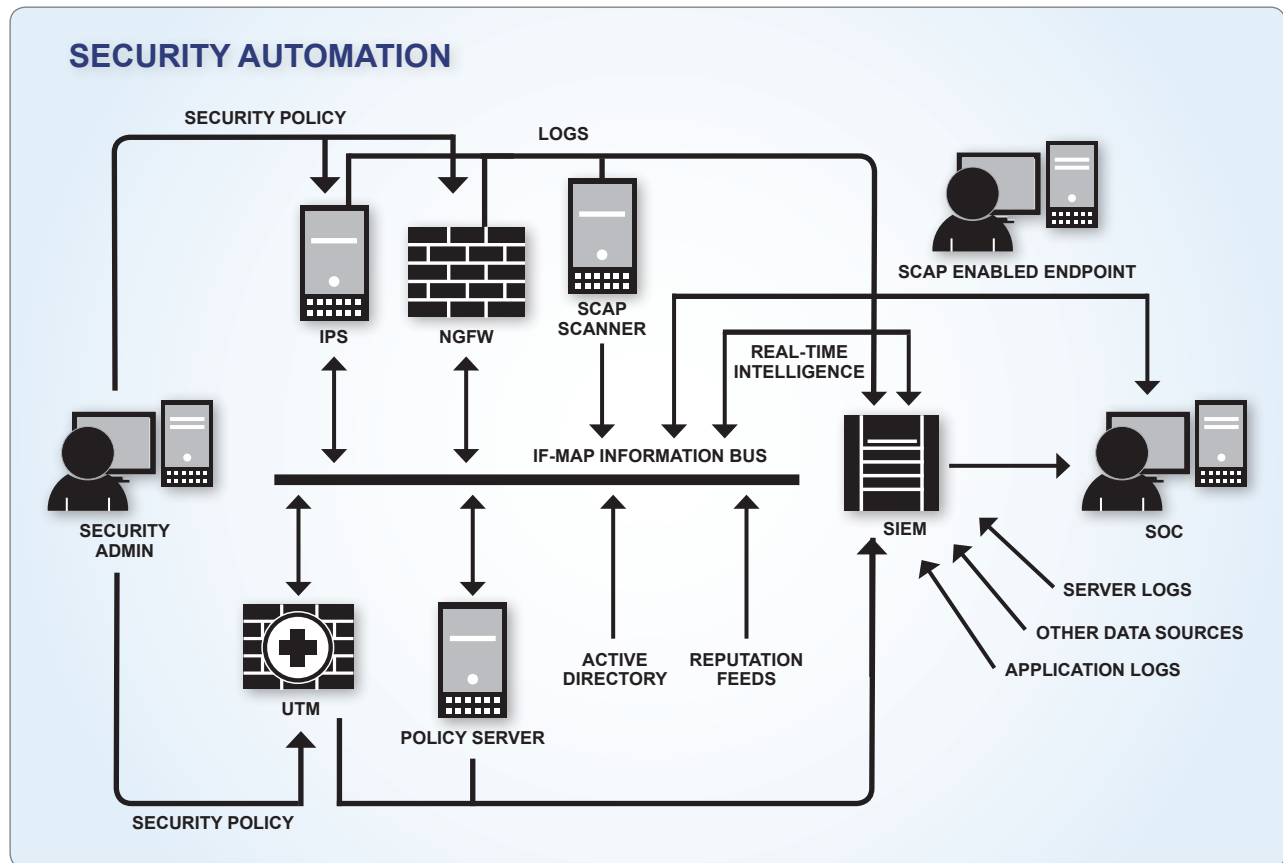 SECURITY AUTOMATION
SECURITY POLICY
LOGS
SCAP ENABLED ENDPOINT
IPS
NGFW
SCAP
SCANNER
REAL-TIME
INTELLIGENCE
IF-MAP INFORMATION BUS
SECURITY
ADMIN
SIEM
SOC
SERVER LOGS
OTHER DATA SOURCES
APPLICATION LOGS
ACTIVE
DIRECTORY
REPUTATION
FEEDS
UTM
POLICY SERVER
SECURITY POLICY